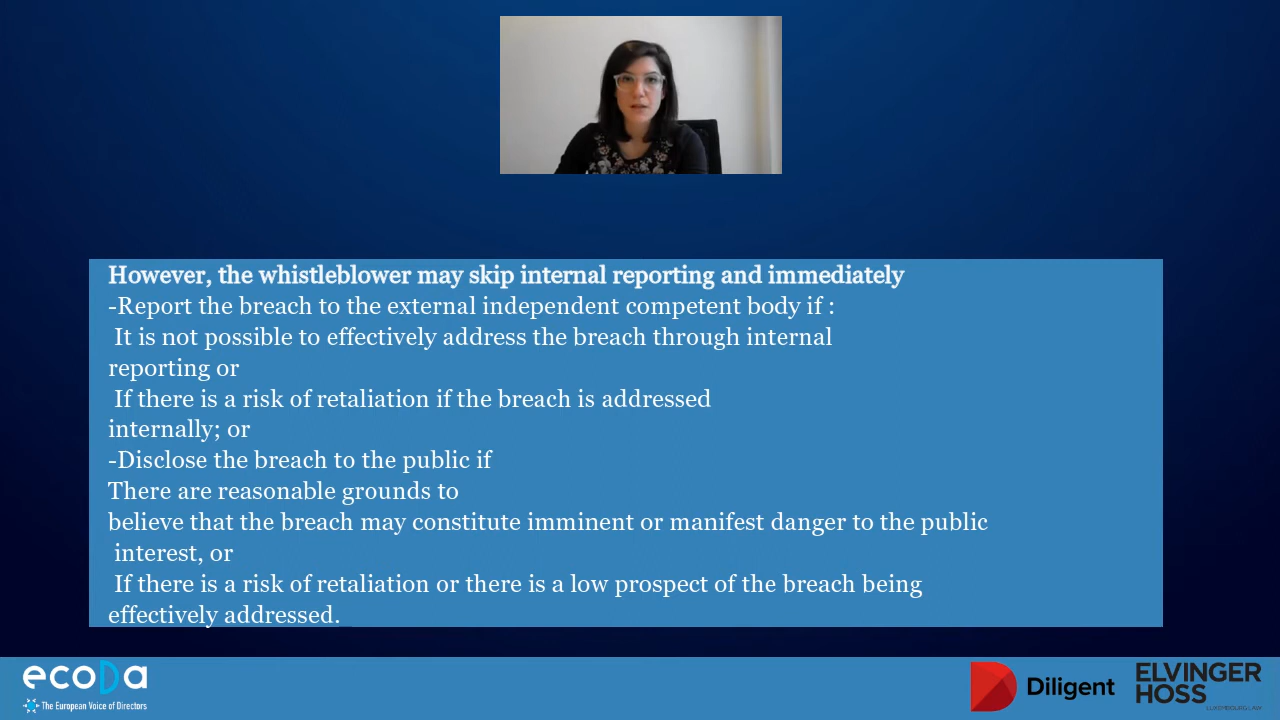 However, the whistleblower may skip internal reporting and immediately
-Report the breach to the external independent competent body if :
It is not possible to effectively address the breach through internal
reporting or
If there is a risk of retaliation if the breach is addressed
internally; or
-Disclose the breach to the public if
There are reasonable grounds to
believe that the breach may constitute imminent or manifest danger to the public
interest, or
If there is a risk of retaliation or there is a low prospect of the breach being
effectively addressed.
ecoDa
The European Voice of Directors
Diligent
ELVINGER
HOSS
LUXEMBOURG LAW